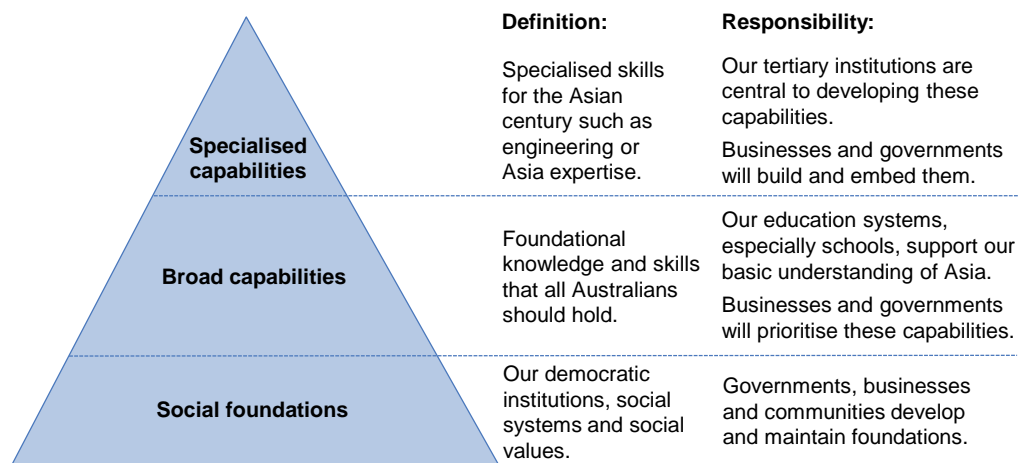 Definition:
Responsibility:
Specialised
capabilities
Specialised skills
for the Asian
century such as
engineering or
Asia expertise.
Our tertiary institutions are
central to developing these
capabilities.
Businesses and governments
will build and embed them.
Broad capabilities
Foundational
knowledge and skills
that all Australians
should hold.
Our education systems,
especially schools, support our
basic understanding of Asia.
Businesses and governments
will prioritise these capabilities.
Social foundations
Our democratic
institutions, social
systems and social
values.
Governments, businesses
and communities develop
and maintain foundations.